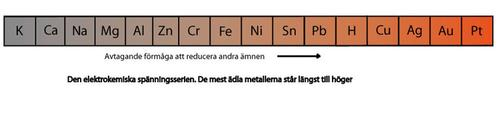 K Ca Na Mg Al Zn Cr Fe Ni Sn Pb H Cu Ag Au Pt
Avtagande förmåga att reducera andra ämnen
Den elektrokemiska spänningsserien. De mest ädla metallerna står längst till höger